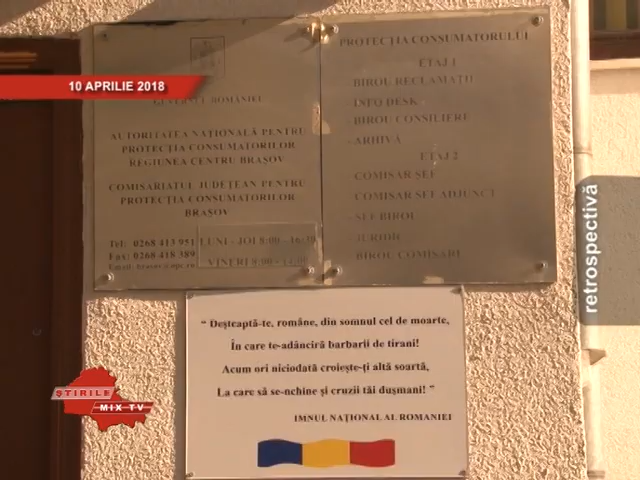 10 APRILIE 2018
GUVERNUL ROMÂNIEI
AUTORITATEA NAȚIONALĂ PENTRU
PROTECȚIA CONSUMATORILOR
REGIUNEA CENTRU BRAȘOV
COMISARIATUL JUDEȚEAN PENTRU
PROTECȚIA CONSUMATORILOR
BRAȘOV
Tel: 0268 413 951 LUNI - JOI 8:00 - 16:30
Fax: 0268 418 389
VINERI 8:00 - 14:00
PROTECȚIA CONSUMATORULUI
ETAJ 1
BIROU RECLAMAȚII
INFO DESK
BIROU CONSILIERE
- ARHIVĂ
ETAJ 2
COMISAR ȘEF
COMISAR ȘEF ADJUNCT
- ȘEF BIROU
JURIDIC
BIROU COMISARI
retrospectivă
“ Deșteaptă-te, române, din somnul cel de moarte,
În care te-adânciră barbarii de tirani!
Acum ori niciodată croiește-ți altă soartă,
La care să se-nchine și cruzii tăi dușmani! ”
IMNUL NAȚIONAL AL ROMANIEI
ȘTIRILE
MIX TV